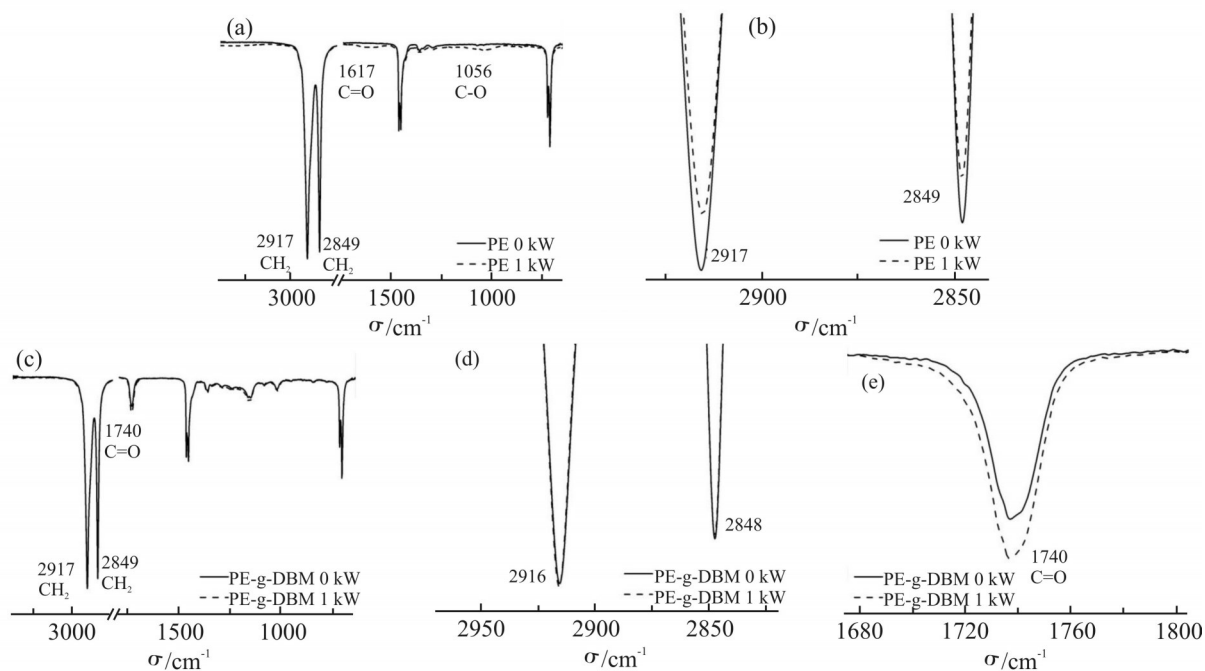 (a)
1617
C=O
1056
C-O
2917
CH₂
2849
CH₂
PE 0 kW
PE 1 kW
3000
1500
1000
σ/cm⁻¹
(b)
2917
2849
PE 0 kW
PE 1 kW
2900
2850
σ/cm⁻¹
(c)
1740
C=O
2917
CH₂
2849
CH₂
PE-g-DBM 0 kW
PE-g-DBM 1 kW
3000
1500
1000
σ/cm⁻¹
(d)
2916
2848
PE-g-DBM 0 kW
PE-g-DBM 1 kW
2950
2900
2850
σ/cm⁻¹
(e)
1740
C=O
PE-g-DBM 0 kW
PE-g-DBM 1 kW
1680
1720
1760
1800
σ/cm⁻¹